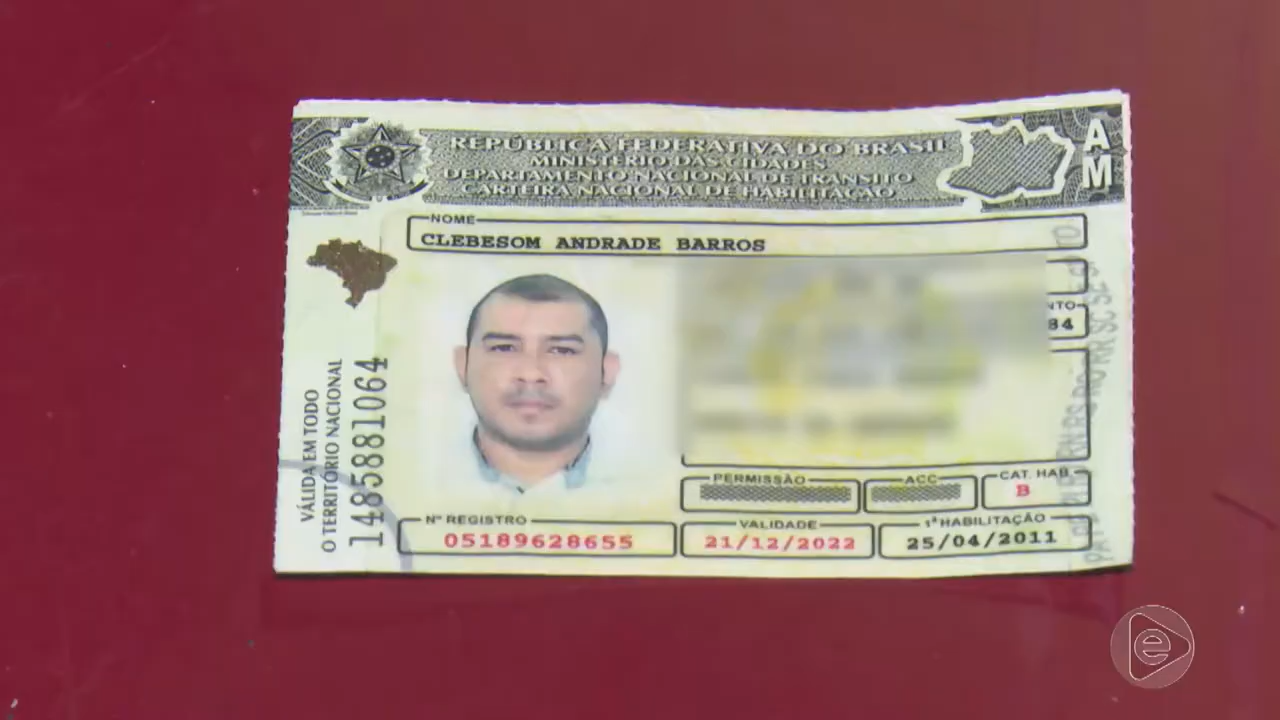 REPÚBLICA FEDERATIVA DO BRASIL
MINISTÉRIO DAS CIDADES
DEPARTAMENTO NACIONAL DE TRÂNSITO
CARTEIRA NACIONAL DE HABILITAÇÃO
AM
NOME
CLEBESOM ANDRADE BARROS
NTO
84
VÁLIDA EM TODO
O TERRITÓRIO NACIONAL
1485881064
PERMISSÃO
ACC
CAT. HAB.
B
Nº REGISTRO
05189628655
VALIDADE
21/12/2022
1ª HABILITAÇÃO
25/04/2011
e